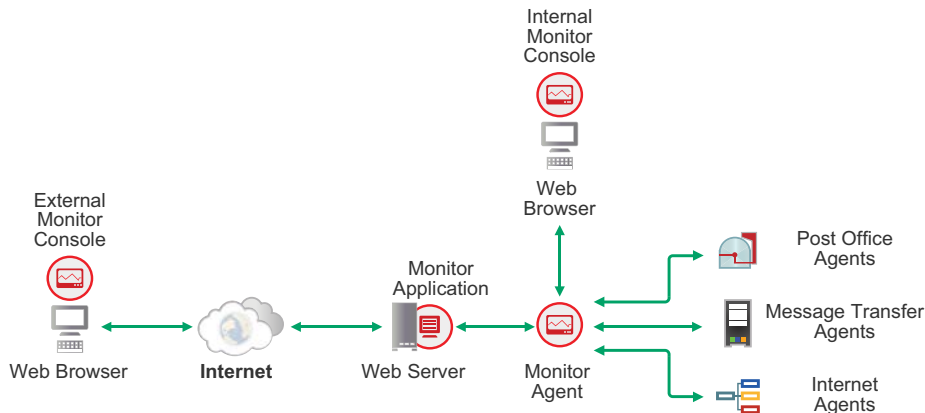 Internal
Monitor
Console
Web
Browser
External
Monitor
Console
Web Browser
Internet
Monitor
Application
Web Server
Monitor
Agent
Post Office
Agents
Message Transfer
Agents
Internet
Agents